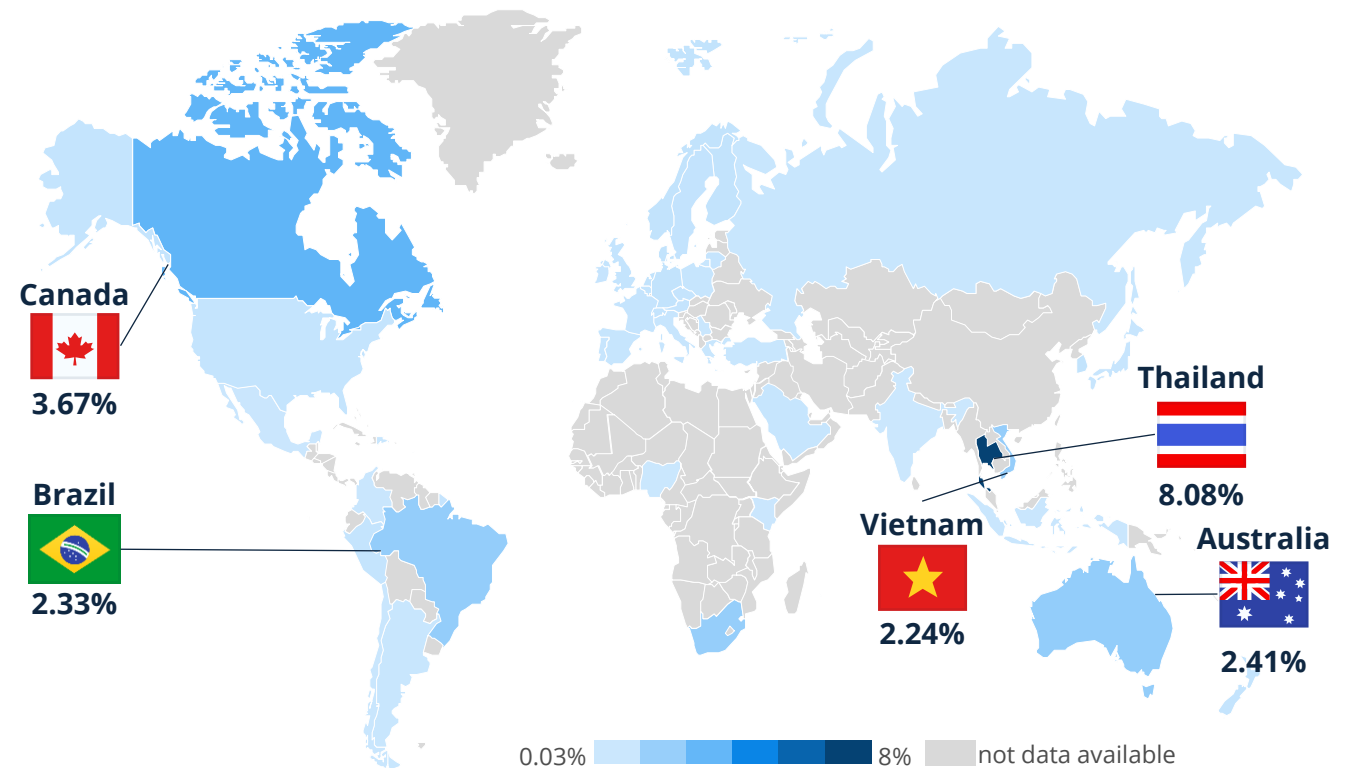 Canada
3.67%
Brazil
2.33%
Thailand
8.08%
Vietnam
2.24%
Australia
2.41%
0.03%
8%
not data available